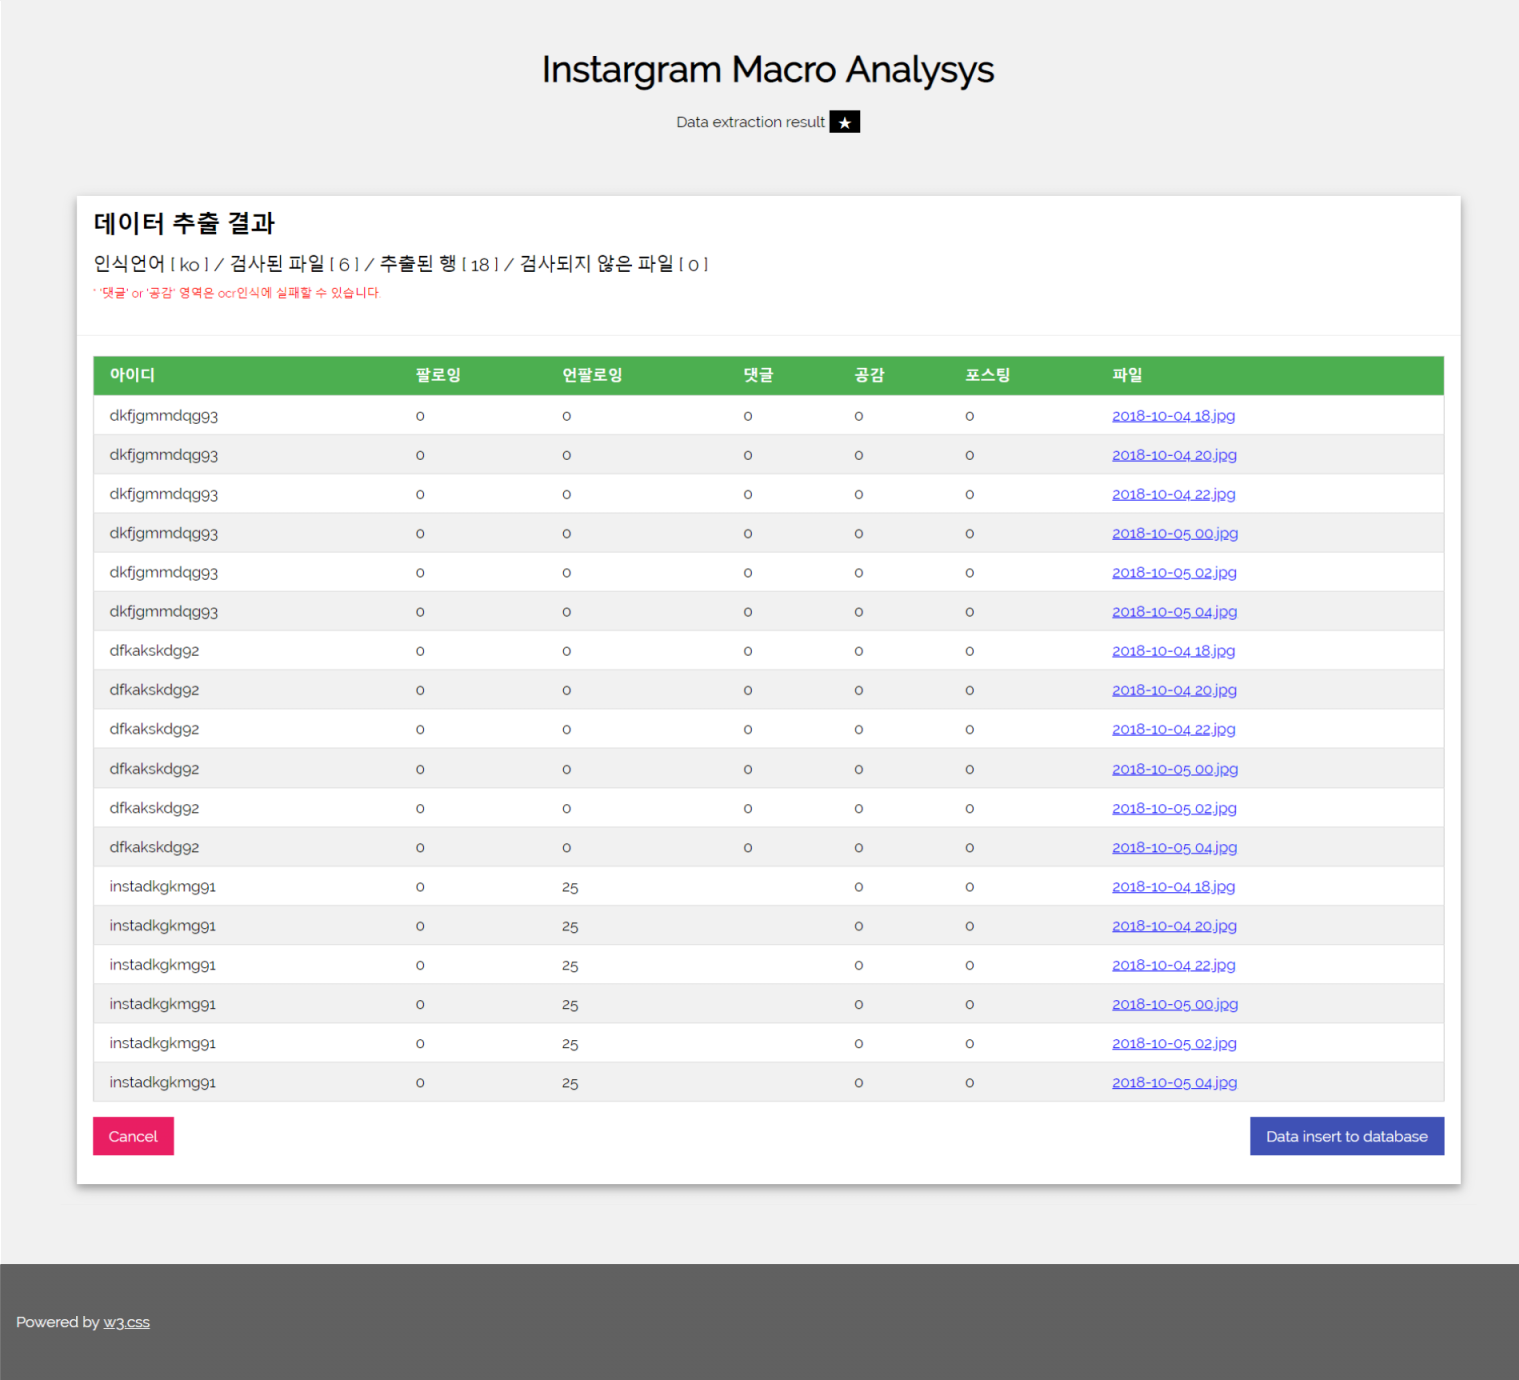 Instargram Macro Analysys
Data extraction result ★
데이터 추출 결과
인식언어 [ ko ] / 검사된 파일 [ 6 ] / 추출된 행 [ 18 ] / 검사되지 않은 파일 [ 0 ]
* '댓글' or '공감' 영역은 ocr인식에 실패할 수 있습니다.
아이디 팔로잉 언팔로잉 댓글 공감 포스팅 파일
dkfjgmmdqg93 0 0 0 0 0 2018-10-04 18.jpg
dkfjgmmdqg93 0 0 0 0 0 2018-10-04 20.jpg
dkfjgmmdqg93 0 0 0 0 0 2018-10-04 22.jpg
dkfjgmmdqg93 0 0 0 0 0 2018-10-05 00.jpg
dkfjgmmdqg93 0 0 0 0 0 2018-10-05 02.jpg
dkfjgmmdqg93 0 0 0 0 0 2018-10-05 04.jpg
dfkakskdg92 0 0 0 0 0 2018-10-04 18.jpg
dfkakskdg92 0 0 0 0 0 2018-10-04 20.jpg
dfkakskdg92 0 0 0 0 0 2018-10-04 22.jpg
dfkakskdg92 0 0 0 0 0 2018-10-05 00.jpg
dfkakskdg92 0 0 0 0 0 2018-10-05 02.jpg
dfkakskdg92 0 0 0 0 0 2018-10-05 04.jpg
instadkgkmg91 0 25 0 0 2018-10-04 18.jpg
instadkgkmg91 0 25 0 0 2018-10-04 20.jpg
instadkgkmg91 0 25 0 0 2018-10-04 22.jpg
instadkgkmg91 0 25 0 0 2018-10-05 00.jpg
instadkgkmg91 0 25 0 0 2018-10-05 02.jpg
instadkgkmg91 0 25 0 0 2018-10-05 04.jpg
Cancel Data insert to database
Powered by w3.css